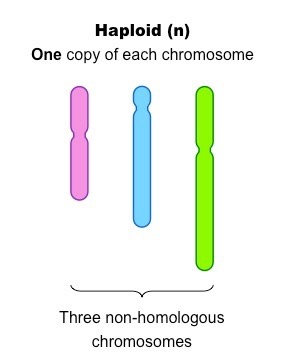 Haploid (n)
One copy of each chromosome
Three non-homologous
chromosomes